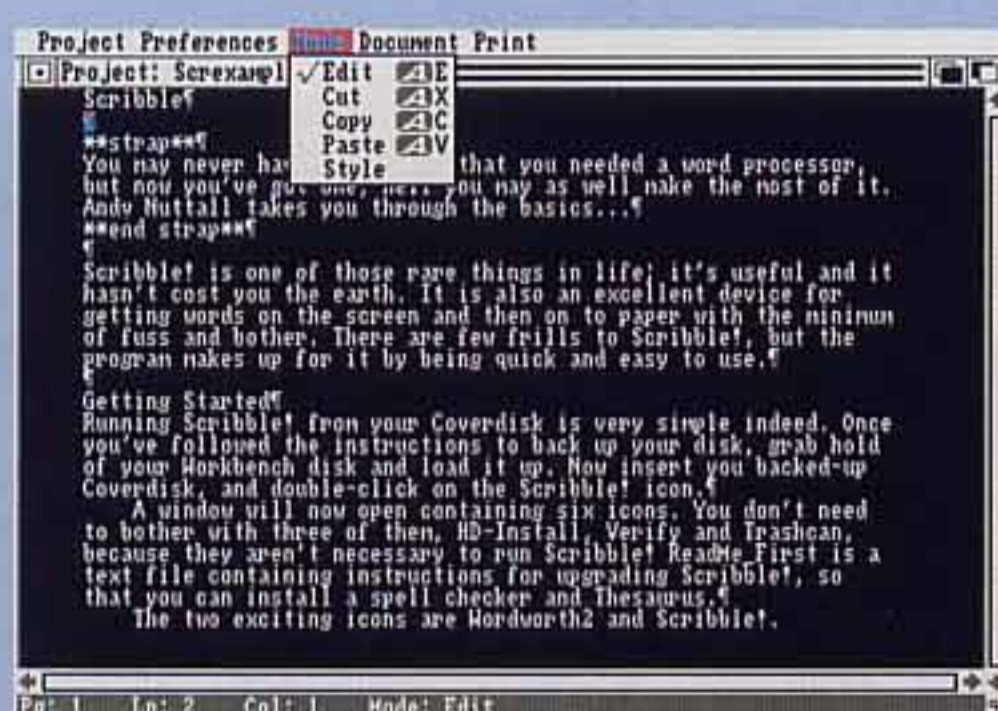 Project Preferences Mode Document Print
Project: Screxampl
✓Edit E
Cut X
Copy C
Paste V
Style
Scribble¶
¶
**strap**¶
You may never ha that you needed a word processor,
but now you've got one, hell you may as well make the most of it.
Andy Nuttall takes you through the basics...¶
**end strap**¶
¶
Scribble! is one of those rare things in life; it's useful and it
hasn't cost you the earth. It is also an excellent device for
getting words on the screen and then on to paper with the minimum
of fuss and bother. There are few frills to Scribble!, but the
program makes up for it by being quick and easy to use.¶
¶
Getting Started¶
Running Scribble! from your Coverdisk is very simple indeed. Once
you've followed the instructions to back up your disk, grab hold
of your Workbench disk and load it up. Now insert you backed-up
Coverdisk, and double-click on the Scribble! icon.¶
A window will now open containing six icons. You don't need
to bother with three of them, HD-Install, Verify and Trashcan,
because they aren't necessary to run Scribble! ReadMe_First is a
text file containing instructions for upgrading Scribble!, so
that you can install a spell checker and Thesaurus.¶
The two exciting icons are Wordworth2 and Scribble!.
Pg: 1 Ln: 2 Col: 1 Mode: Edit